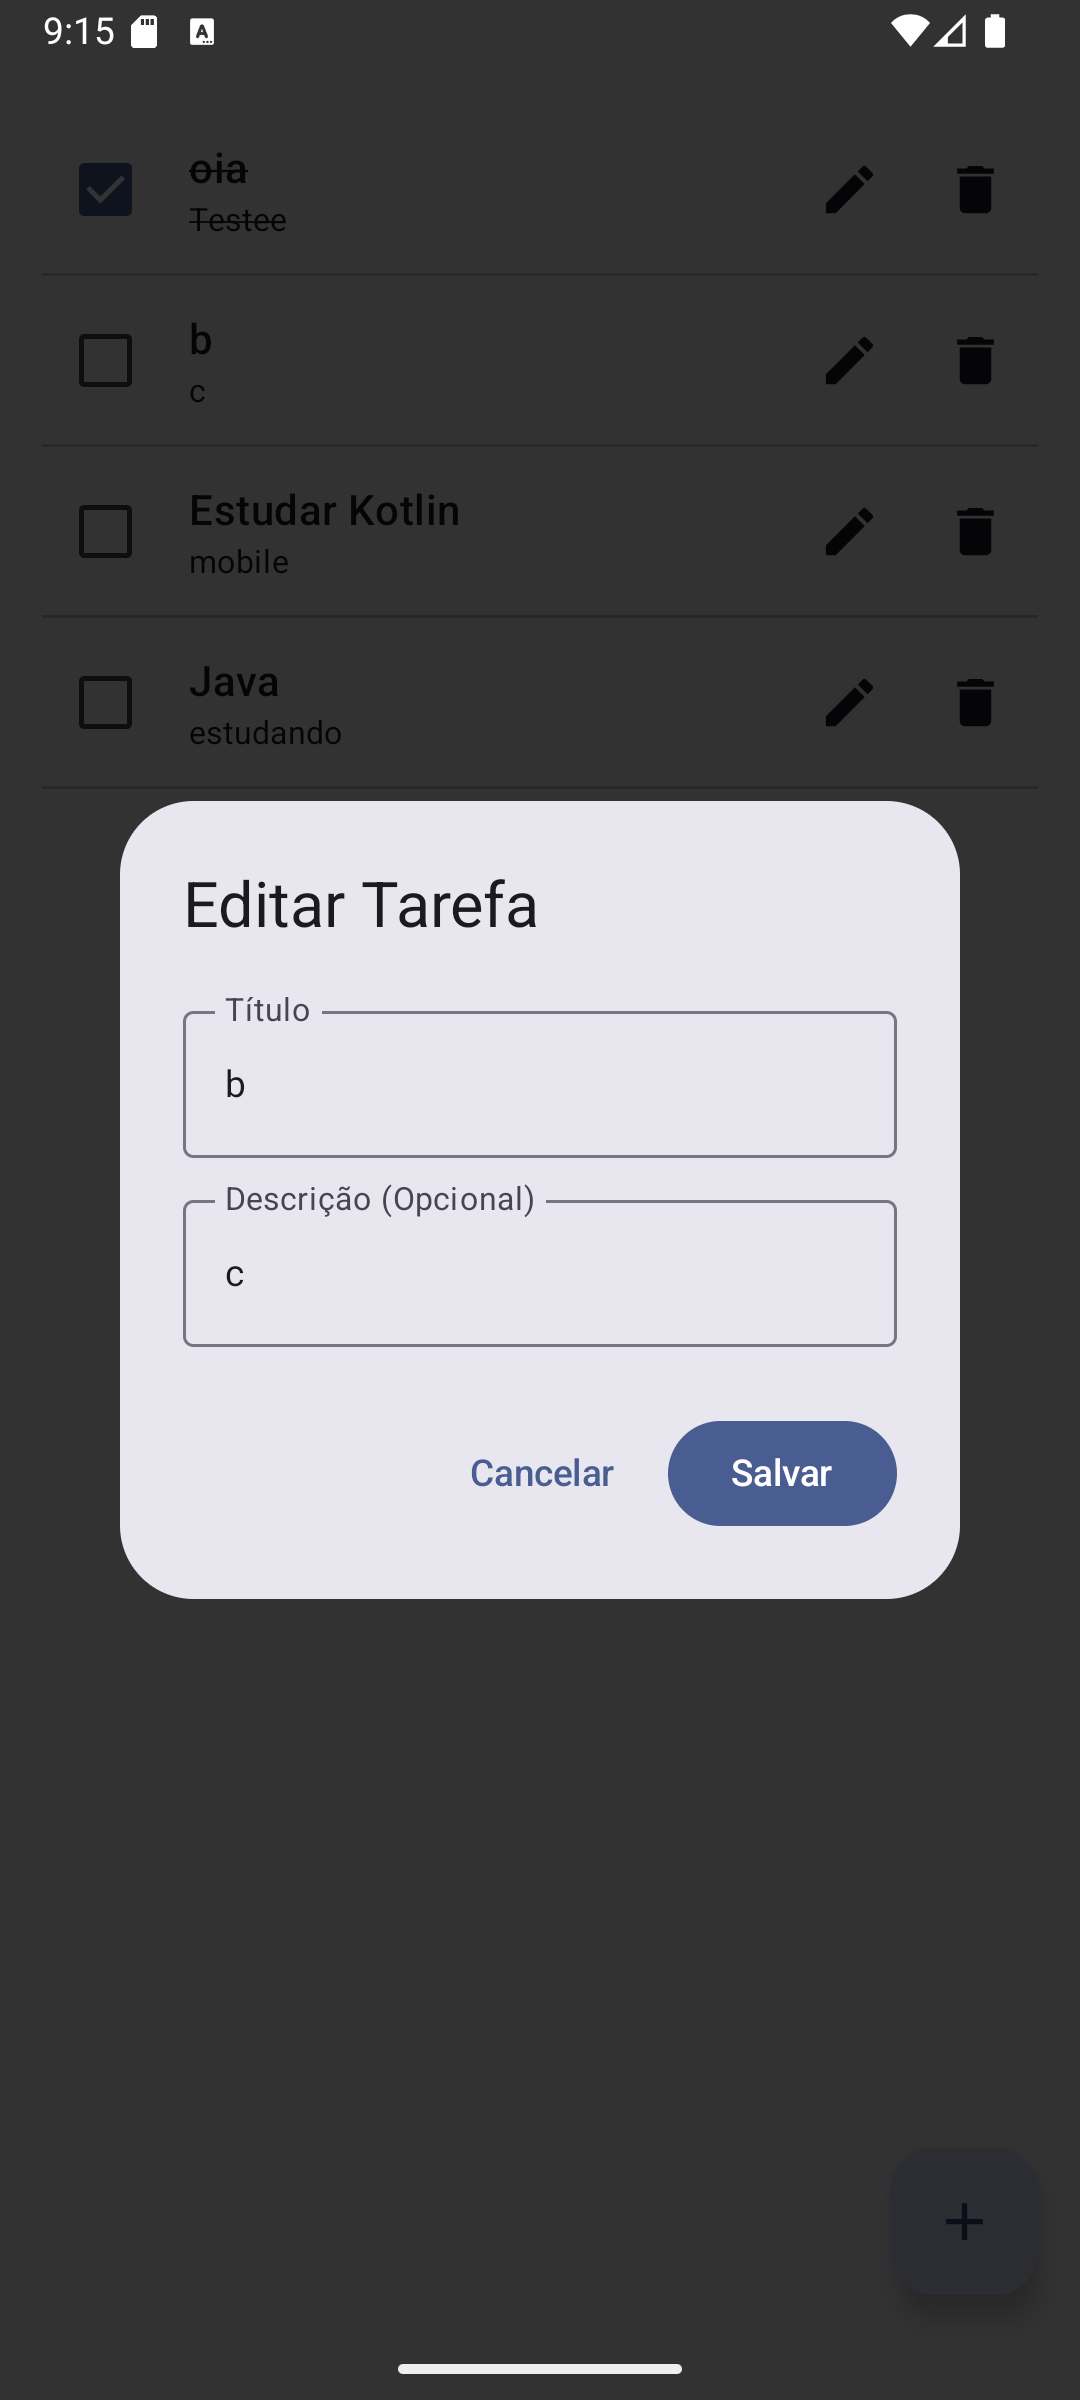 9:15
oia
Testee
b
c
Estudar Kotlin
mobile
Java
estudando
Editar Tarefa
Título
b
Descrição (Opcional)
c
Cancelar
Salvar